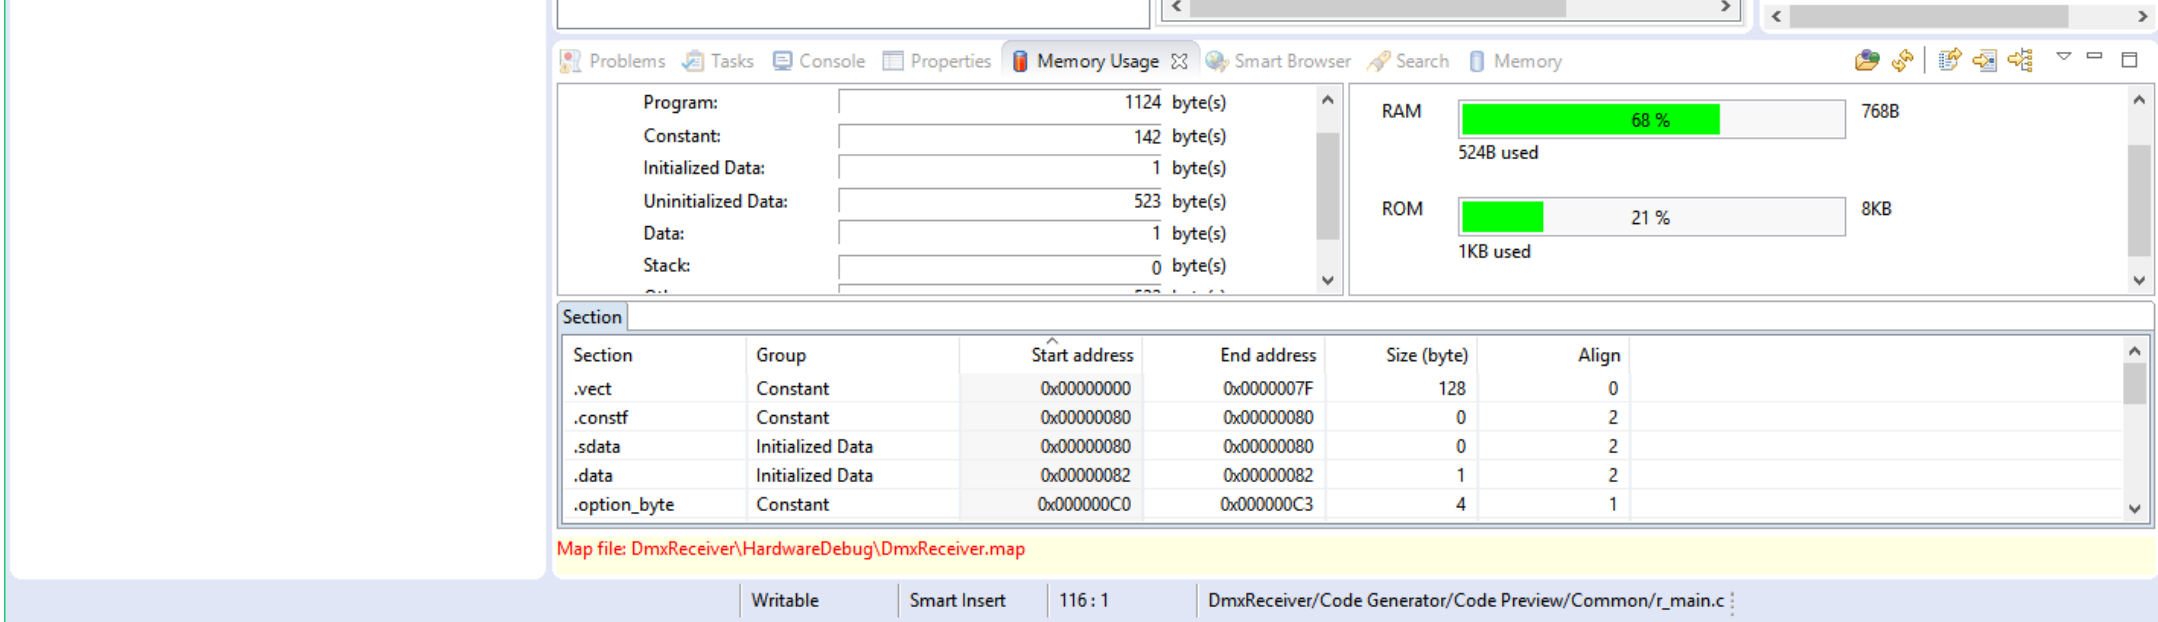 Problems Tasks Console Properties Memory Usage Smart Browser Search Memory
Program: 1124 byte(s)
Constant: 142 byte(s)
Initialized Data: 1 byte(s)
Uninitialized Data: 523 byte(s)
Data: 1 byte(s)
Stack: 0 byte(s)
RAM 68 % 768B
524B used
ROM 21 % 8KB
1KB used
Section
Section Group Start address End address Size (byte) Align
.vect Constant 0x00000000 0x0000007F 128 0
.constf Constant 0x00000080 0x00000080 0 2
.sdata Initialized Data 0x00000080 0x00000080 0 2
.data Initialized Data 0x00000082 0x00000082 1 2
.option_byte Constant 0x000000C0 0x000000C3 4 1
Map file: DmxReceiver\HardwareDebug\DmxReceiver.map
Writable Smart Insert 116 : 1 DmxReceiver/Code Generator/Code Preview/Common/r_main.c